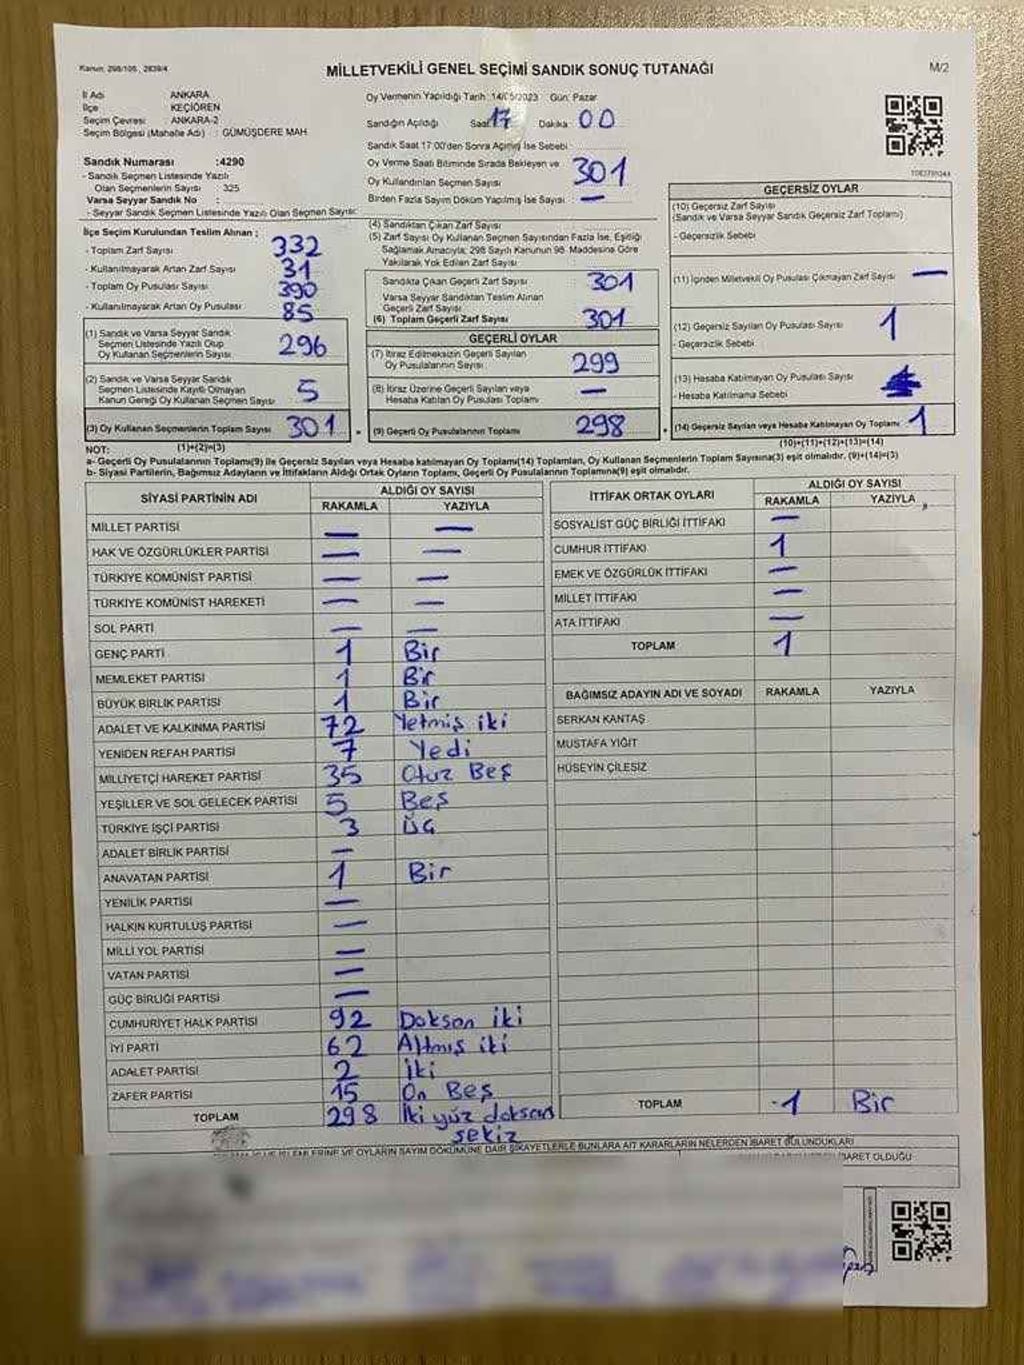 Kanun: 298/105 , 2839/4
MİLLETVEKİLİ GENEL SEÇİMİ SANDIK SONUÇ TUTANAĞI
M/2
İl Adı ANKARA
İlçe KEÇİÖREN
Seçim Çevresi ANKARA-2
Seçim Bölgesi (Mahalle Adı) : GÜMÜŞDERE MAH
Sandık Numarası :4290
- Sandık Seçmen Listesinde Yazılı
Olan Seçmenlerin Sayısı 325
Varsa Seyyar Sandık No :
- Seyyar Sandık Seçmen Listesinde Yazılı Olan Seçmen Sayısı:
İlçe Seçim Kurulundan Teslim Alınan ;
- Toplam Zarf Sayısı 332
- Kullanılmayarak Artan Zarf Sayısı 31
- Toplam Oy Pusulası Sayısı 390
- Kullanılmayarak Artan Oy Pusulası 85
(1) Sandık ve Varsa Seyyar Sandık
Seçmen Listesinde Yazılı Olup
Oy Kullanan Seçmenlerin Sayısı 296
(2) Sandık ve Varsa Seyyar Sandık
Seçmen Listesinde Kayıtlı Olmayan
Kanun Gereği Oy Kullanan Seçmen Sayısı 5
(3) Oy Kullanan Seçmenlerin Toplam Sayısı 301
(1)+(2)=(3)
Oy Vermenin Yapıldığı Tarih: 14/05/2023 Gün: Pazar
Sandığın Açıldığı Saat: 17 Dakika: 00
Sandık Saat 17:00'den Sonra Açılmış İse Sebebi :
Oy Verme Saati Bitiminde Sırada Bekleyen ve
Oy Kullandırılan Seçmen Sayısı 301
Birden Fazla Sayım Döküm Yapılmış İse Sayısı : —
(4) Sandıktan Çıkan Zarf Sayısı
(5) Zarf Sayısı Oy Kullanan Seçmen Sayısından Fazla İse, Eşitliği
Sağlamak Amacıyla; 298 Sayılı Kanunun 98. Maddesine Göre
Yakılarak Yok Edilen Zarf Sayısı
Sandıkta Çıkan Geçerli Zarf Sayısı 301
Varsa Seyyar Sandıktan Teslim Alınan
Geçerli Zarf Sayısı
(6) Toplam Geçerli Zarf Sayısı 301
GEÇERLİ OYLAR
(7) İtiraz Edilmeksizin Geçerli Sayılan
Oy Pusulalarının Sayısı 299
(8) İtiraz Üzerine Geçerli Sayılan veya
Hesaba Katılan Oy Pusulası Toplamı —
(9) Geçerli Oy Pusulalarının Toplamı 298
GEÇERSİZ OYLAR
(10) Geçersiz Zarf Sayısı
(Sandık ve Varsa Seyyar Sandık Geçersiz Zarf Toplamı)
- Geçersizlik Sebebi
(11) İçinden Milletvekili Oy Pusulası Çıkmayan Zarf Sayısı —
(12) Geçersiz Sayılan Oy Pusulası Sayısı 1
- Geçersizlik Sebebi
(13) Hesaba Katılmayan Oy Pusulası Sayısı
- Hesaba Katılmama Sebebi
(14) Geçersiz Sayılan veya Hesaba Katılmayan Oy Toplamı 1
(10)+(11)+(12)+(13)=(14)
NOT:
a- Geçerli Oy Pusulalarının Toplamı(9) ile Geçersiz Sayılan veya Hesaba katılmayan Oy Toplamı(14) Toplamları, Oy Kullanan Seçmenlerin Toplam Sayısına(3) eşit olmalıdır. (9)+(14)=(3)
b- Siyasi Partilerin, Bağımsız Adayların ve İttifakların Aldığı Ortak Oyların Toplamı, Geçerli Oy Pusulalarının Toplamına(9) eşit olmalıdır.
SİYASİ PARTİNİN ADI ALDIĞI OY SAYISI
RAKAMLA YAZIYLA
MİLLET PARTİSİ — —
HAK VE ÖZGÜRLÜKLER PARTİSİ — —
TÜRKİYE KOMÜNİST PARTİSİ — —
TÜRKİYE KOMÜNİST HAREKETİ — —
SOL PARTİ — —
GENÇ PARTİ 1 Bir
MEMLEKET PARTİSİ 1 Bir
BÜYÜK BİRLİK PARTİSİ 1 Bir
ADALET VE KALKINMA PARTİSİ 72 Yetmiş iki
YENİDEN REFAH PARTİSİ 7 Yedi
MİLLİYETÇİ HAREKET PARTİSİ 35 Otuz Beş
YEŞİLLER VE SOL GELECEK PARTİSİ 5 Beş
TÜRKİYE İŞÇİ PARTİSİ 3 ÜÇ
ADALET BİRLİK PARTİSİ —
ANAVATAN PARTİSİ 1 Bir
YENİLİK PARTİSİ —
HALKIN KURTULUŞ PARTİSİ —
MİLLİ YOL PARTİSİ —
VATAN PARTİSİ —
GÜÇ BİRLİĞİ PARTİSİ —
CUMHURİYET HALK PARTİSİ 92 Doksan iki
İYİ PARTİ 62 Altmış iki
ADALET PARTİSİ 2 İki
ZAFER PARTİSİ 15 On Beş
TOPLAM 298 İki yüz doksan
sekiz
İTTİFAK ORTAK OYLARI ALDIĞI OY SAYISI
RAKAMLA YAZIYLA
SOSYALİST GÜÇ BİRLİĞİ İTTİFAKI —
CUMHUR İTTİFAKI 1
EMEK VE ÖZGÜRLÜK İTTİFAKI —
MİLLET İTTİFAKI —
ATA İTTİFAKI —
TOPLAM 1
BAĞIMSIZ ADAYIN ADI VE SOYADI RAKAMLA YAZIYLA
SERKAN KANTAŞ
MUSTAFA YİĞİT
HÜSEYİN ÇİLESİZ
TOPLAM 1 Bir
VE OYLARIN SAYIM DÖKÜMÜNE DAİR ŞİKAYETLERLE BUNLARA AİT KARARLARIN NELERDEN İBARET BULUNDUKLARI
İBARET OLDUĞU